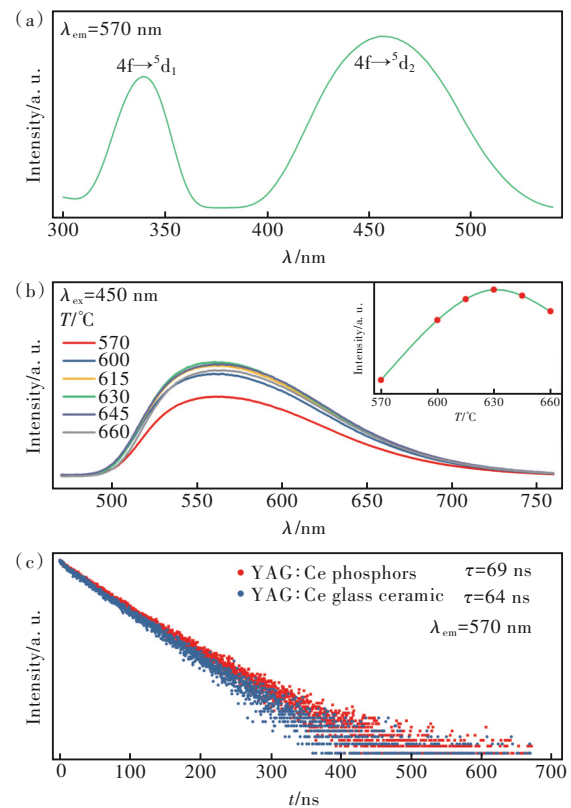 (a)
λem=570 nm
4f→⁵d₁
4f→⁵d₂
Intensity/a. u.
300 350 400 450 500
λ/nm
(b)
λex=450 nm
T/℃
570
600
615
630
645
660
Intensity/a. u.
570 600 630 660
T/℃
Intensity/a. u.
500 550 600 650 700 750
λ/nm
(c)
YAG:Ce phosphors τ=69 ns
YAG:Ce glass ceramic τ=64 ns
λem=570 nm
Intensity/a. u.
0 100 200 300 400 500 600 700
t/ns